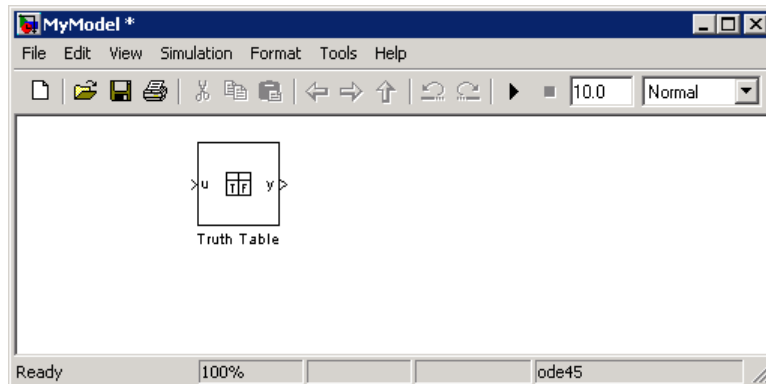 MyModel *
File Edit View Simulation Format Tools Help
10.0 Normal
u T F y
Truth Table
Ready 100% ode45